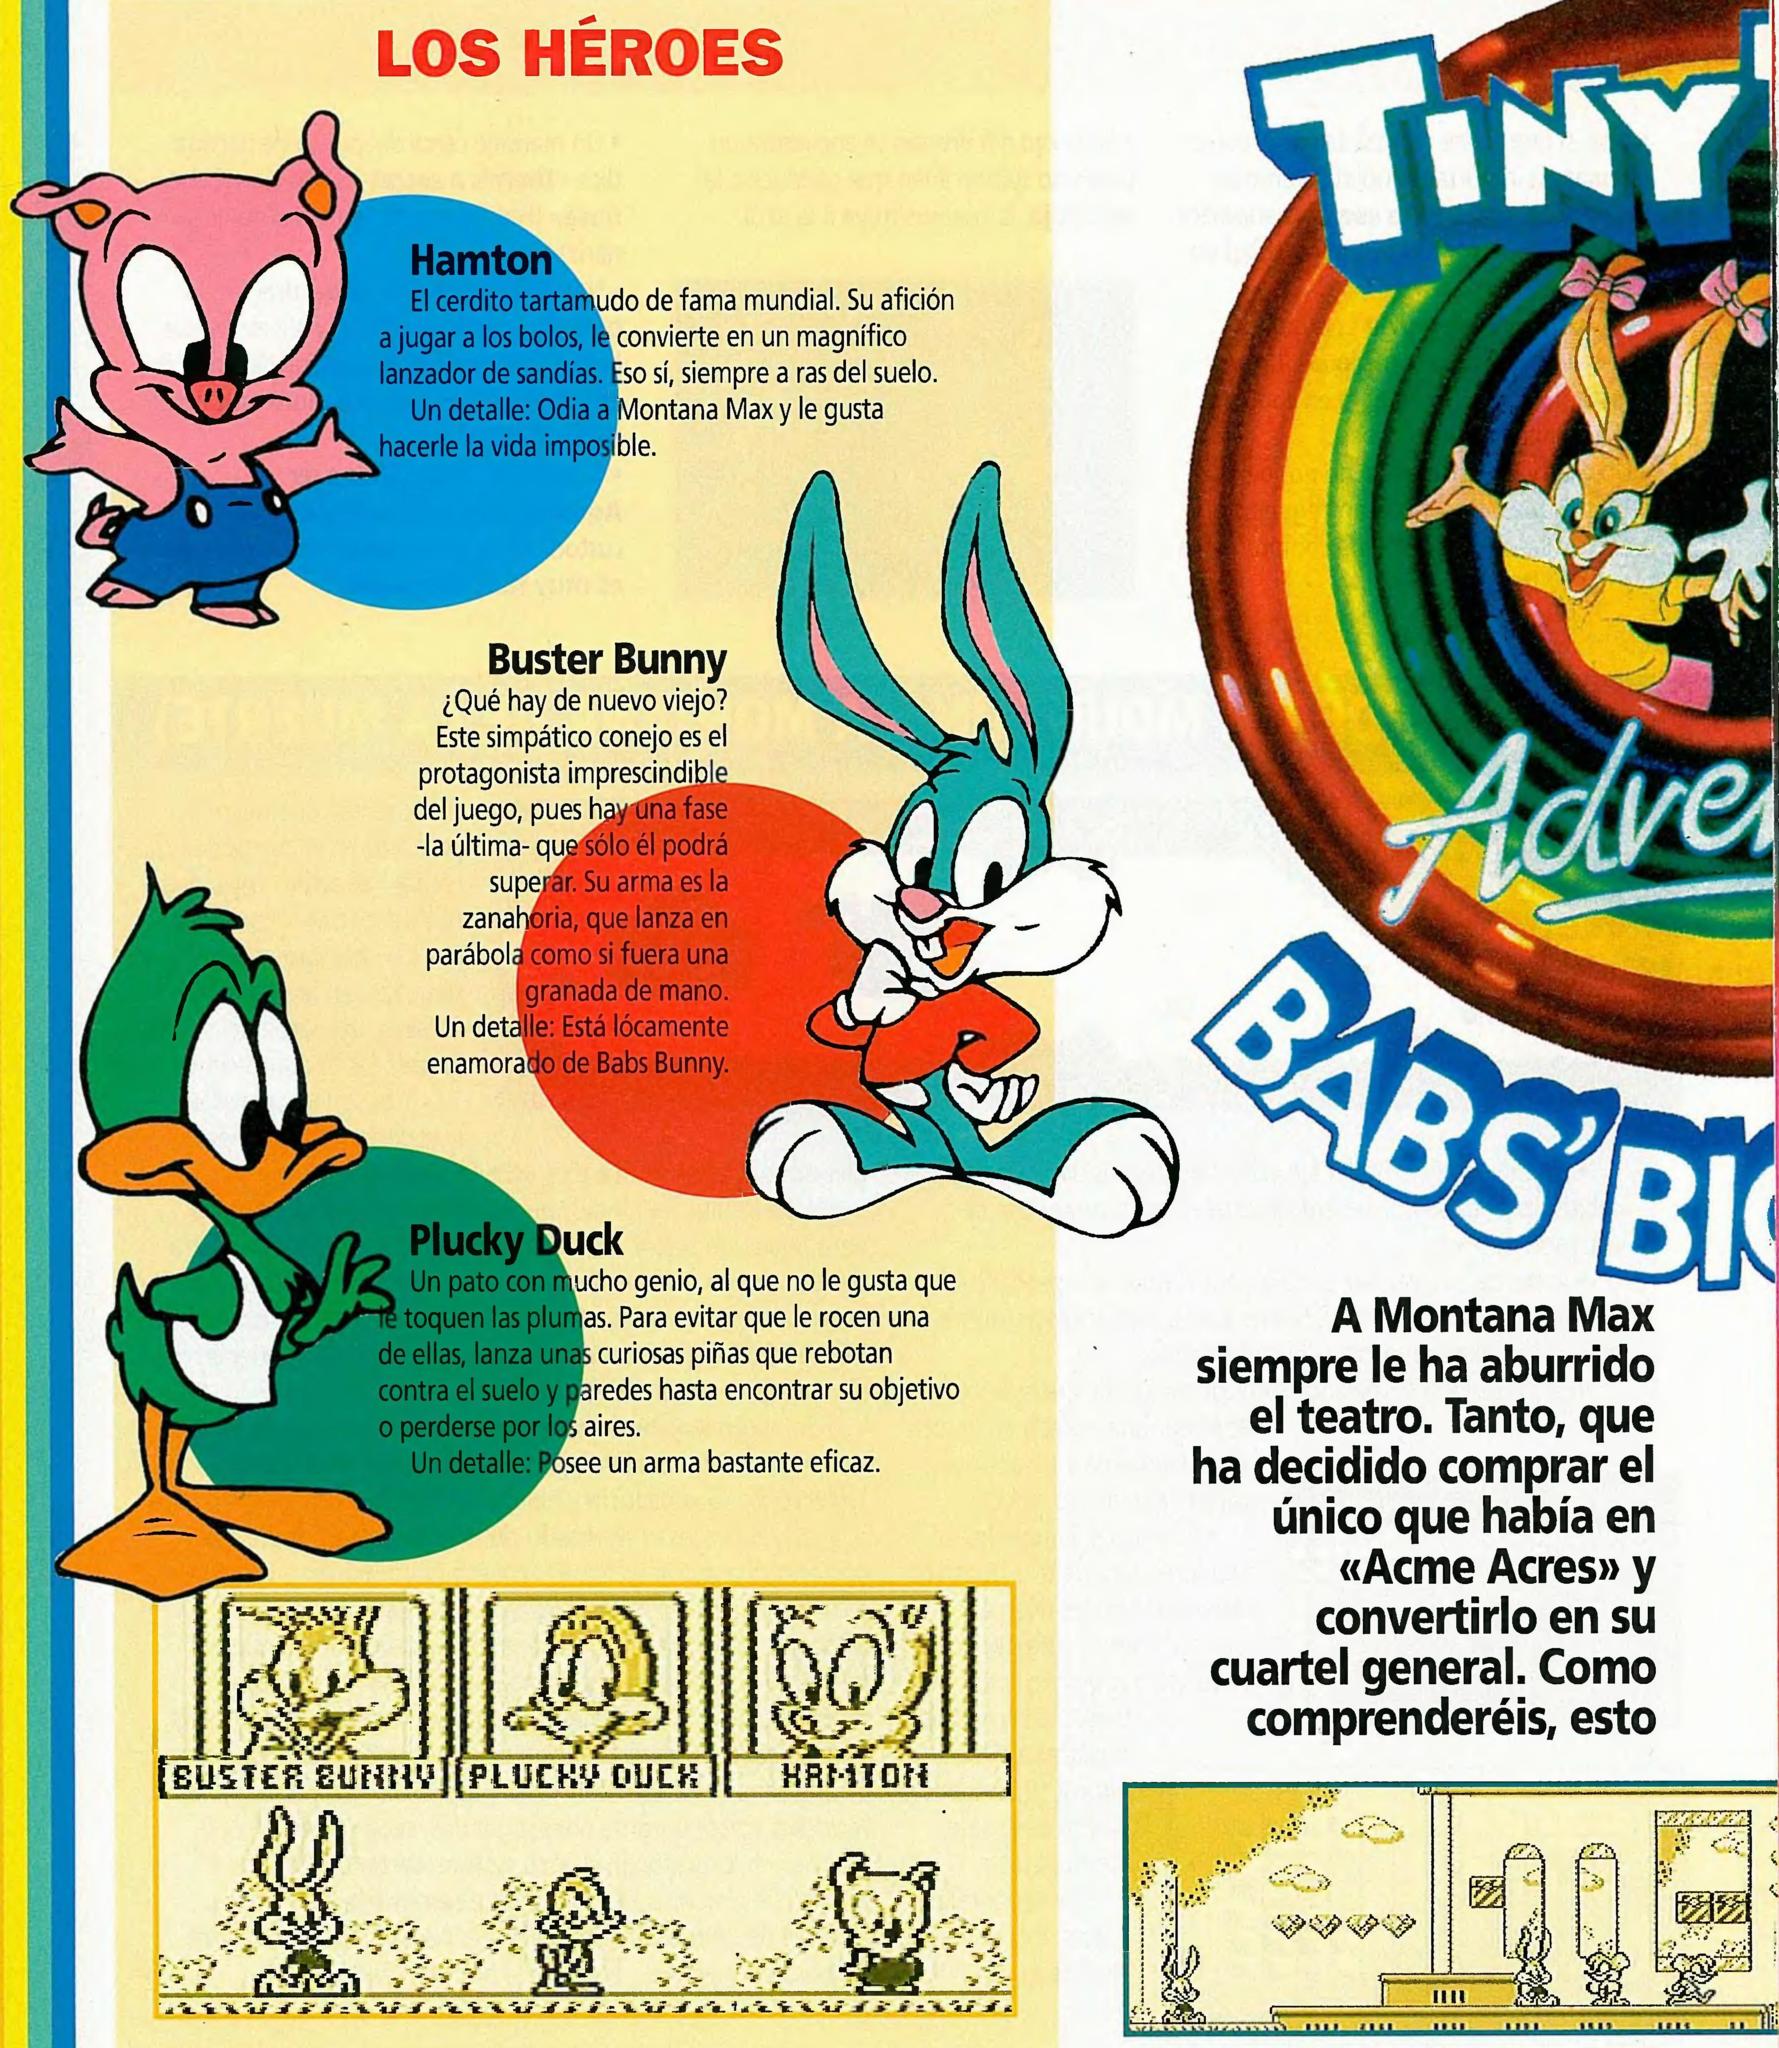 LOS HÉROES
Hamton
El cerdito tartamudo de fama mundial. Su afición
a jugar a los bolos, le convierte en un magnífico
lanzador de sandías. Eso sí, siempre a ras del suelo.
Un detalle: Odia a Montana Max y le gusta
hacerle la vida imposible.
Buster Bunny
¿Qué hay de nuevo viejo?
Este simpático conejo es el
protagonista imprescindible
del juego, pues hay una fase
-la última- que sólo él podrá
superar. Su arma es la
zanahoria, que lanza en
parábola como si fuera una
granada de mano.
Un detalle: Está lócamente
enamorado de Babs Bunny.
Plucky Duck
Un pato con mucho genio, al que no le gusta que
le toquen las plumas. Para evitar que le rocen una
de ellas, lanza unas curiosas piñas que rebotan
contra el suelo y paredes hasta encontrar su objetivo
o perderse por los aires.
Un detalle: Posee un arma bastante eficaz.
BUSTER BUNNY PLUCKY DUCK HAMTON
TINY
Adve
BABS' BI
A Montana Max
siempre le ha aburrido
el teatro. Tanto, que
ha decidido comprar el
único que había en
«Acme Acres» y
convertirlo en su
cuartel general. Como
comprenderéis, esto